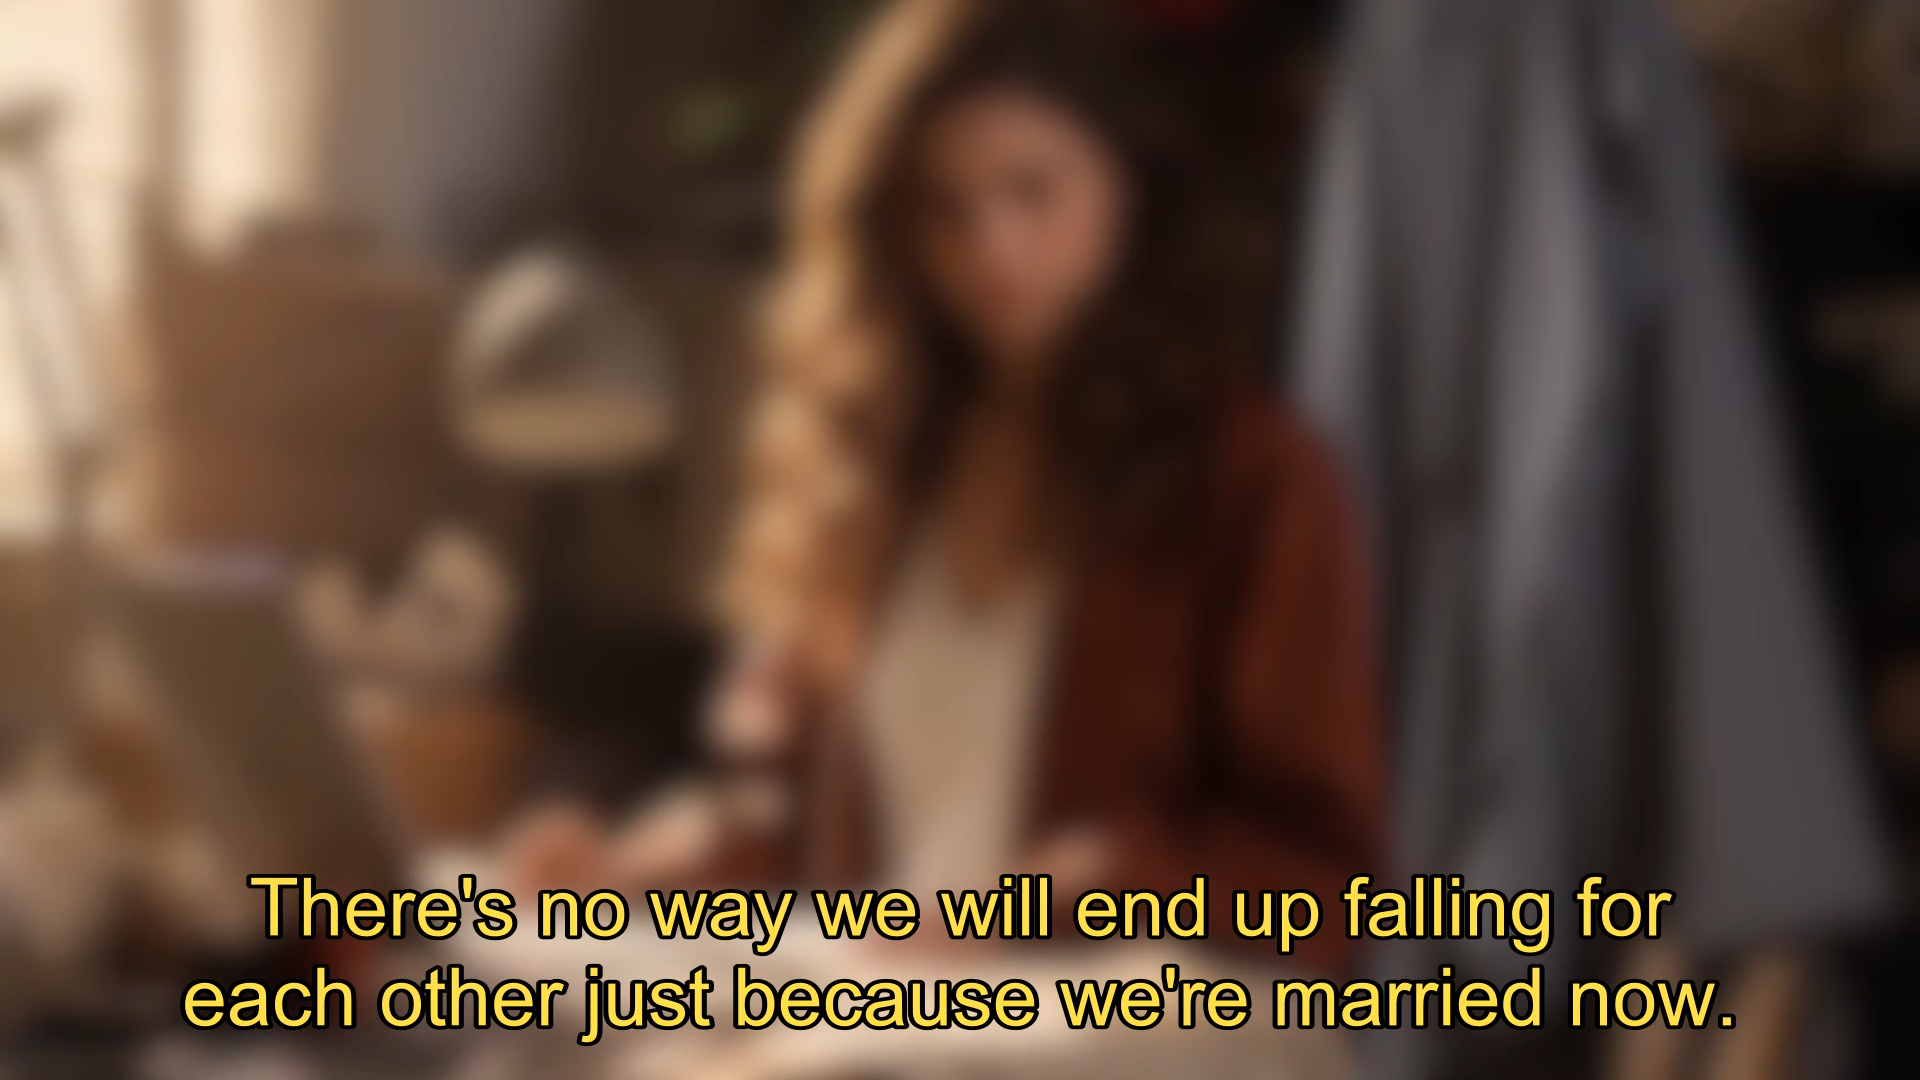 There's no way we will end up falling for
each other just because we're married now.